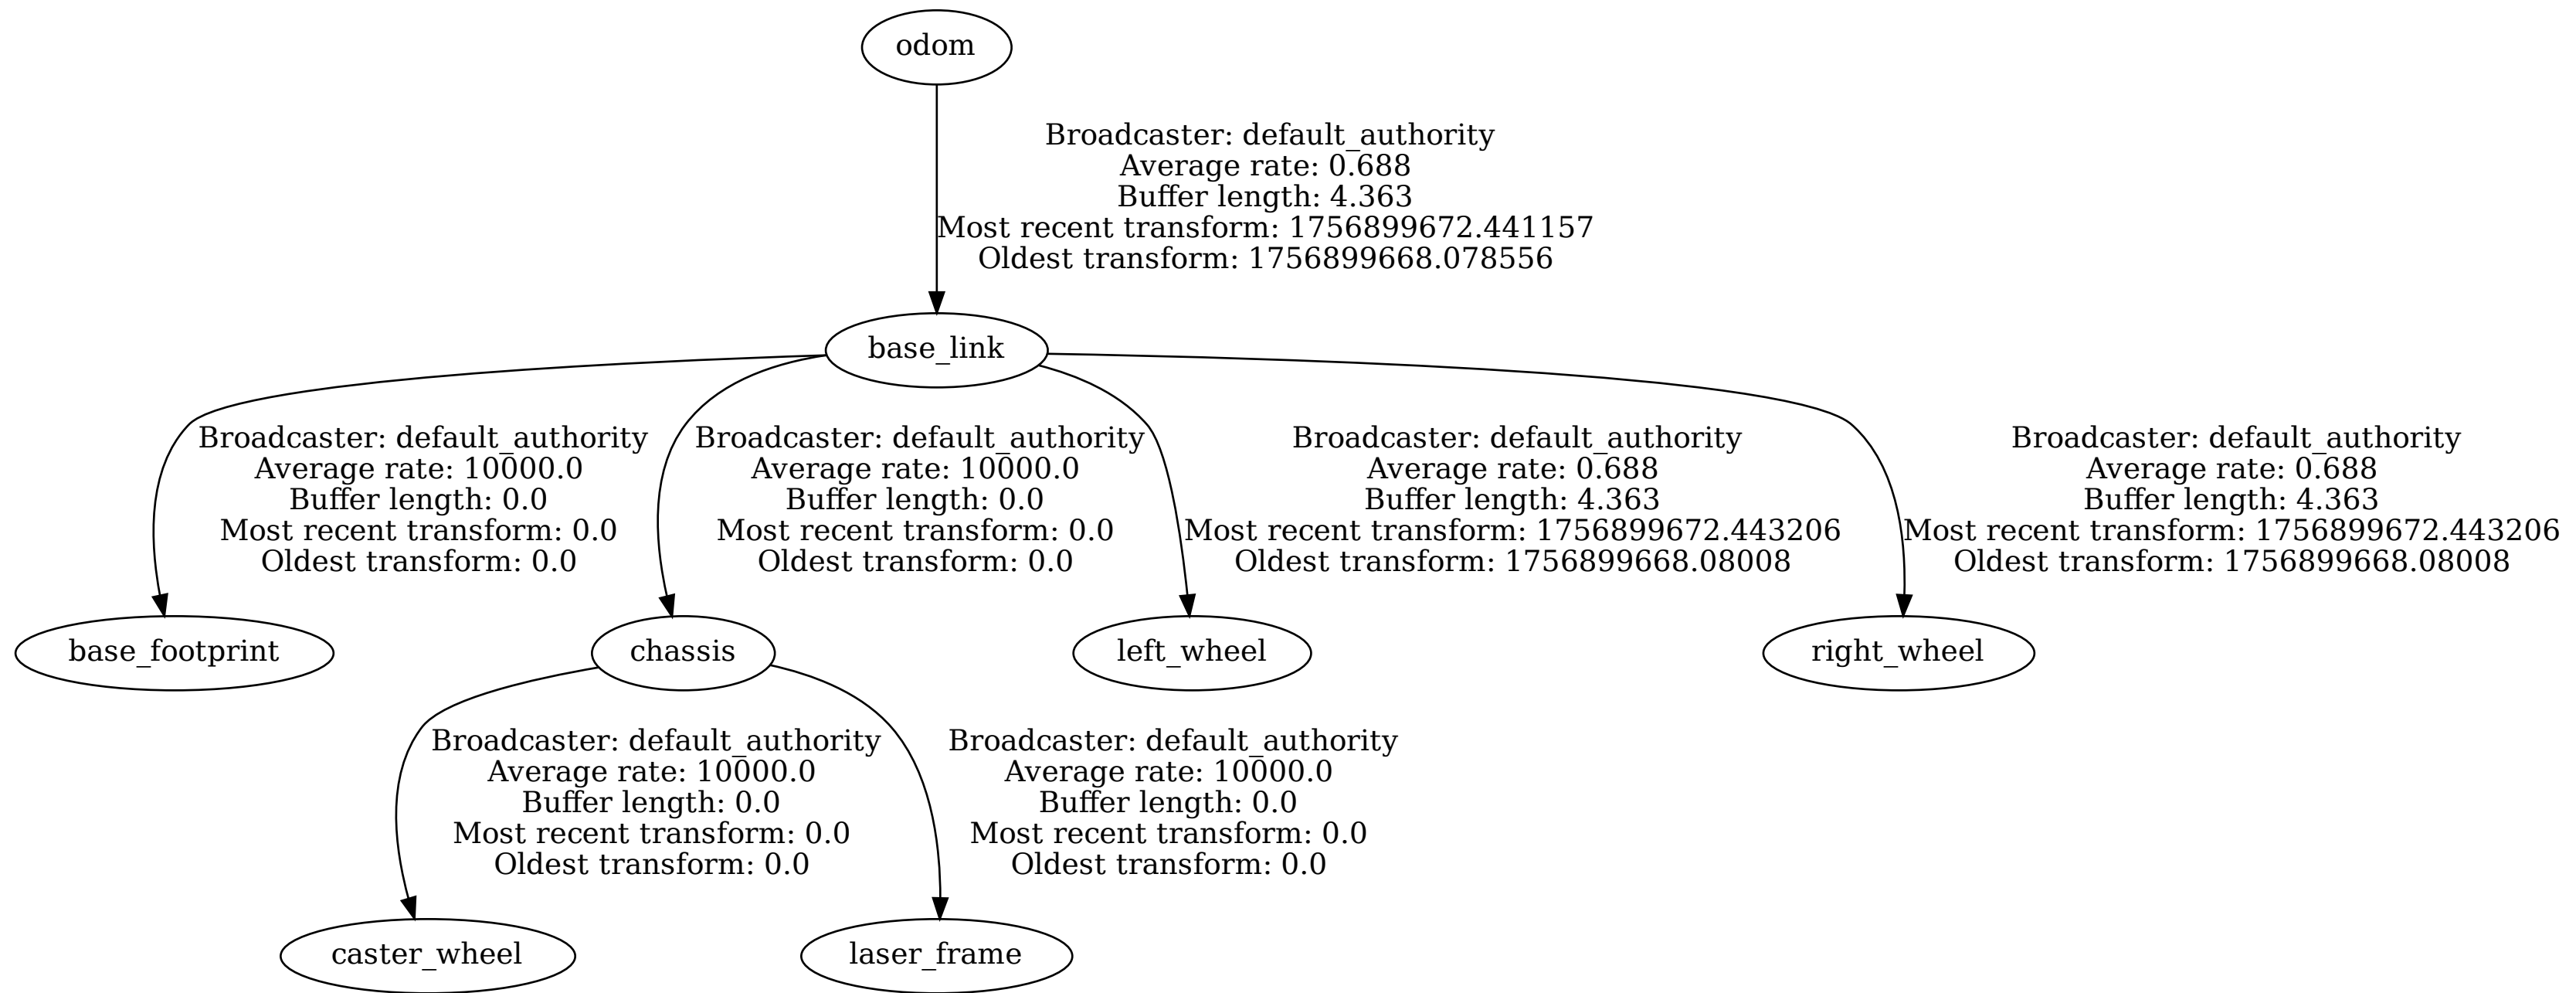 odom
Broadcaster: default_authority
Average rate: 0.688
Buffer length: 4.363
Most recent transform: 1756899672.441157
Oldest transform: 1756899668.078556
base_link
Broadcaster: default_authority
Average rate: 10000.0
Buffer length: 0.0
Most recent transform: 0.0
Oldest transform: 0.0
Broadcaster: default_authority
Average rate: 10000.0
Buffer length: 0.0
Most recent transform: 0.0
Oldest transform: 0.0
Broadcaster: default_authority
Average rate: 0.688
Buffer length: 4.363
Most recent transform: 1756899672.443206
Oldest transform: 1756899668.08008
Broadcaster: default_authority
Average rate: 0.688
Buffer length: 4.363
Most recent transform: 1756899672.443206
Oldest transform: 1756899668.08008
base_footprint
chassis
left_wheel
right_wheel
Broadcaster: default_authority
Average rate: 10000.0
Buffer length: 0.0
Most recent transform: 0.0
Oldest transform: 0.0
Broadcaster: default_authority
Average rate: 10000.0
Buffer length: 0.0
Most recent transform: 0.0
Oldest transform: 0.0
caster_wheel
laser_frame